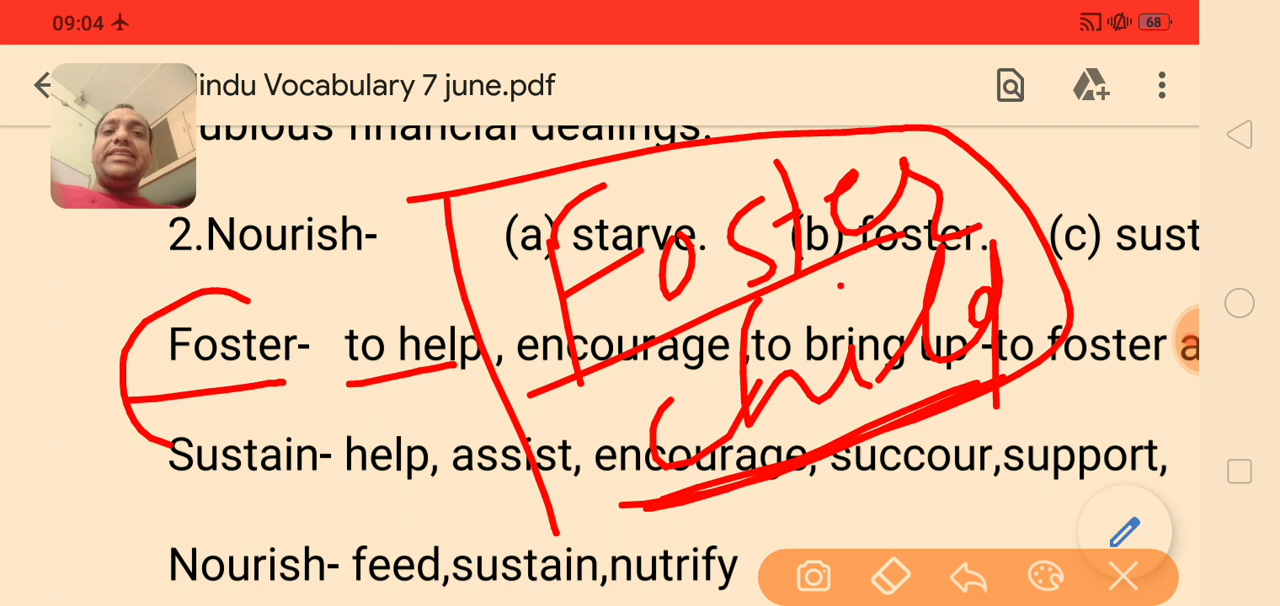 09:04
68
indu Vocabulary 7 june.pdf
ubious financial dealings.
2.Nourish- (a) starve. (b) foster. (c) sust
Foster
child
Foster- to help , encourage ,to bring up -to foster a
Sustain- help, assist, encourage, succour,support,
Nourish- feed,sustain,nutrify